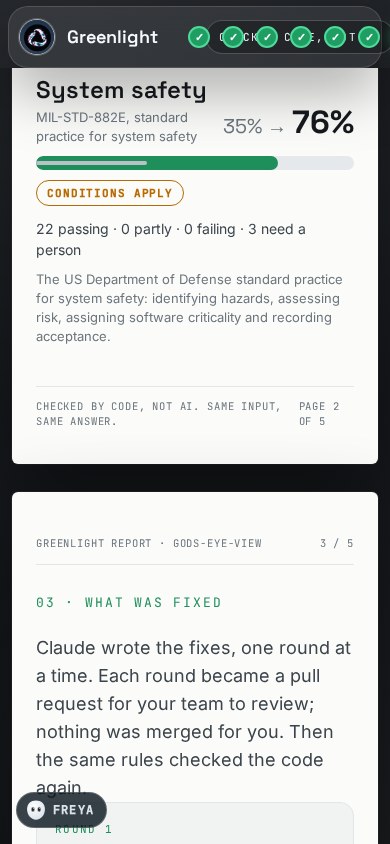 Greenlight
System safety
MIL-STD-882E, standard
practice for system safety
35% → 76%
CONDITIONS APPLY
22 passing · 0 partly · 0 failing · 3 need a
person
The US Department of Defense standard practice
for system safety: identifying hazards, assessing
risk, assigning software criticality and recording
acceptance.
CHECKED BY CODE, NOT AI. SAME INPUT,
SAME ANSWER.
PAGE 2
OF 5
GREENLIGHT REPORT · GODS-EYE-VIEW
3 / 5
03 · WHAT WAS FIXED
Claude wrote the fixes, one round at
a time. Each round became a pull
request for your team to review;
nothing was merged for you. Then
the same rules checked the code
again.
FREYA
ROUND 1